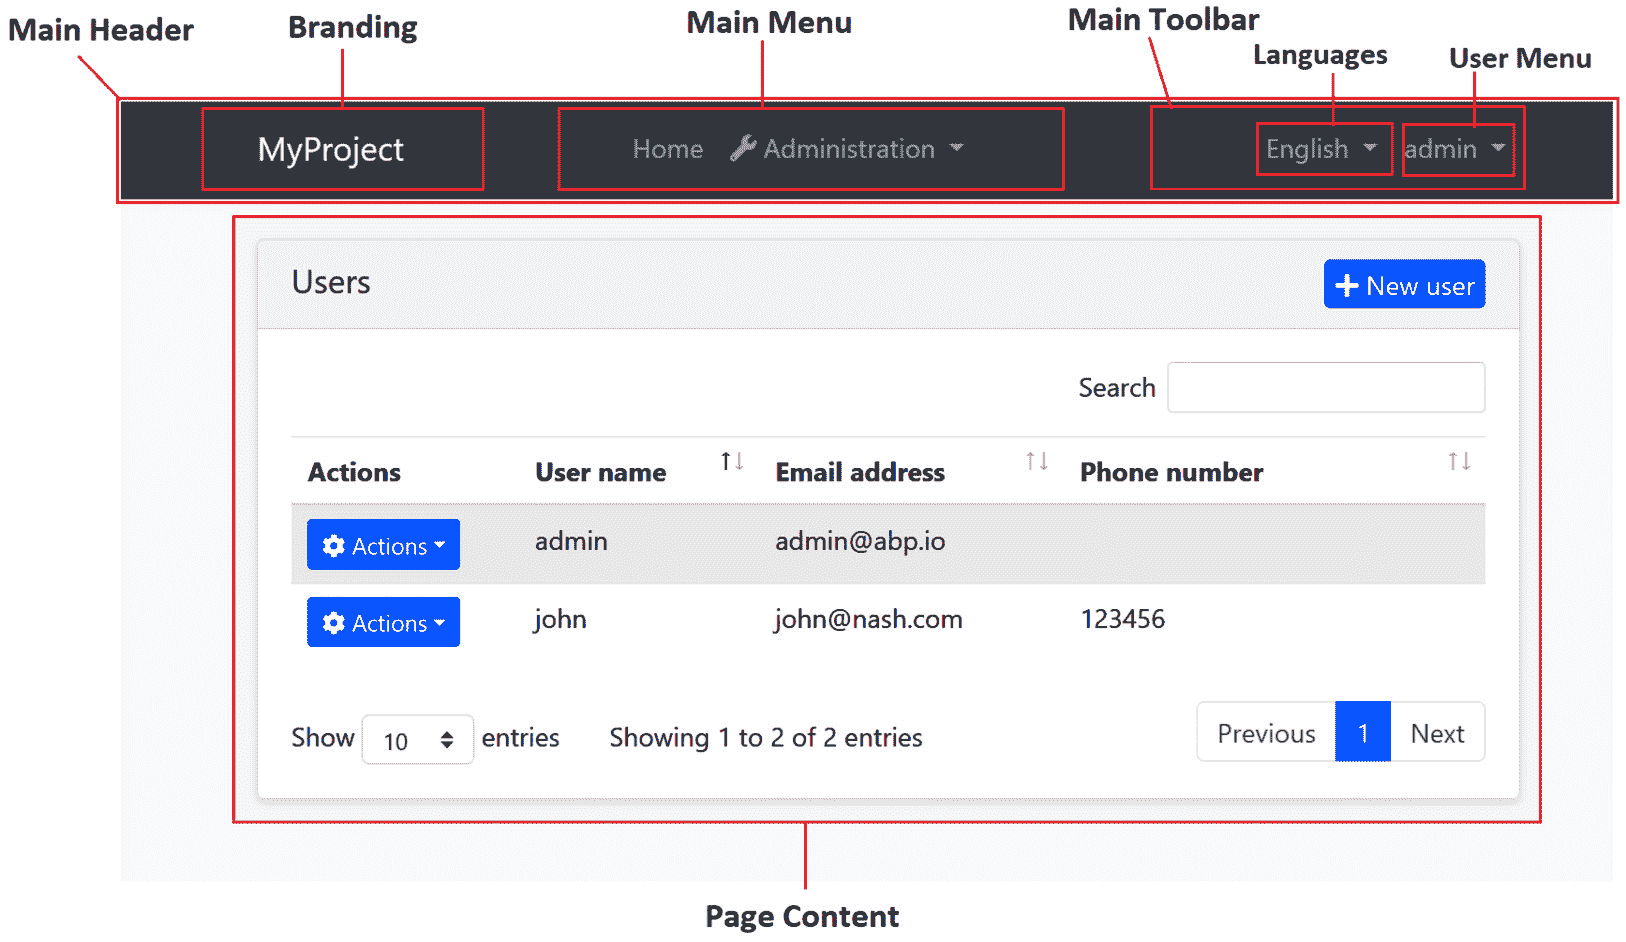 Main Header
Branding
Main Menu
Main Toolbar
Languages
User Menu
MyProject
Home
Administration
English
admin
Users
New user
Search
Actions User name Email address Phone number
Actions admin admin@abp.io
Actions john john@nash.com 123456
Show 10 entries Showing 1 to 2 of 2 entries Previous 1 Next
Page Content